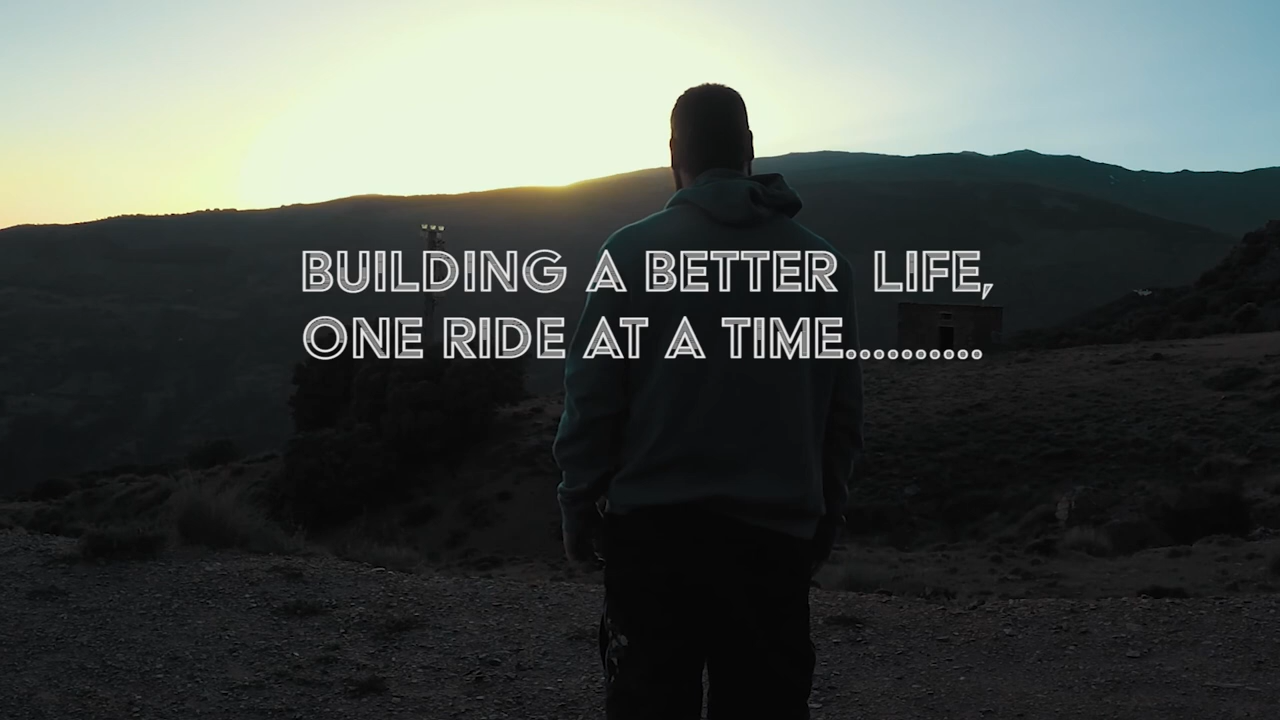 BUILDING A BETTER  LIFE,
ONE RIDE AT A TIME..........